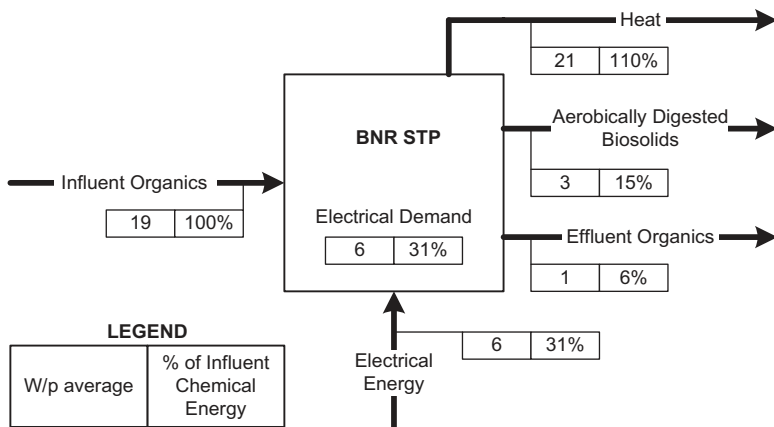 Heat
21 110%
BNR STP
Aerobically Digested
Biosolids
3 15%
Influent Organics
19 100%
Electrical Demand
6 31%
Effluent Organics
1 6%
LEGEND
W/p average
% of Influent
Chemical
Energy
Electrical
Energy
6 31%